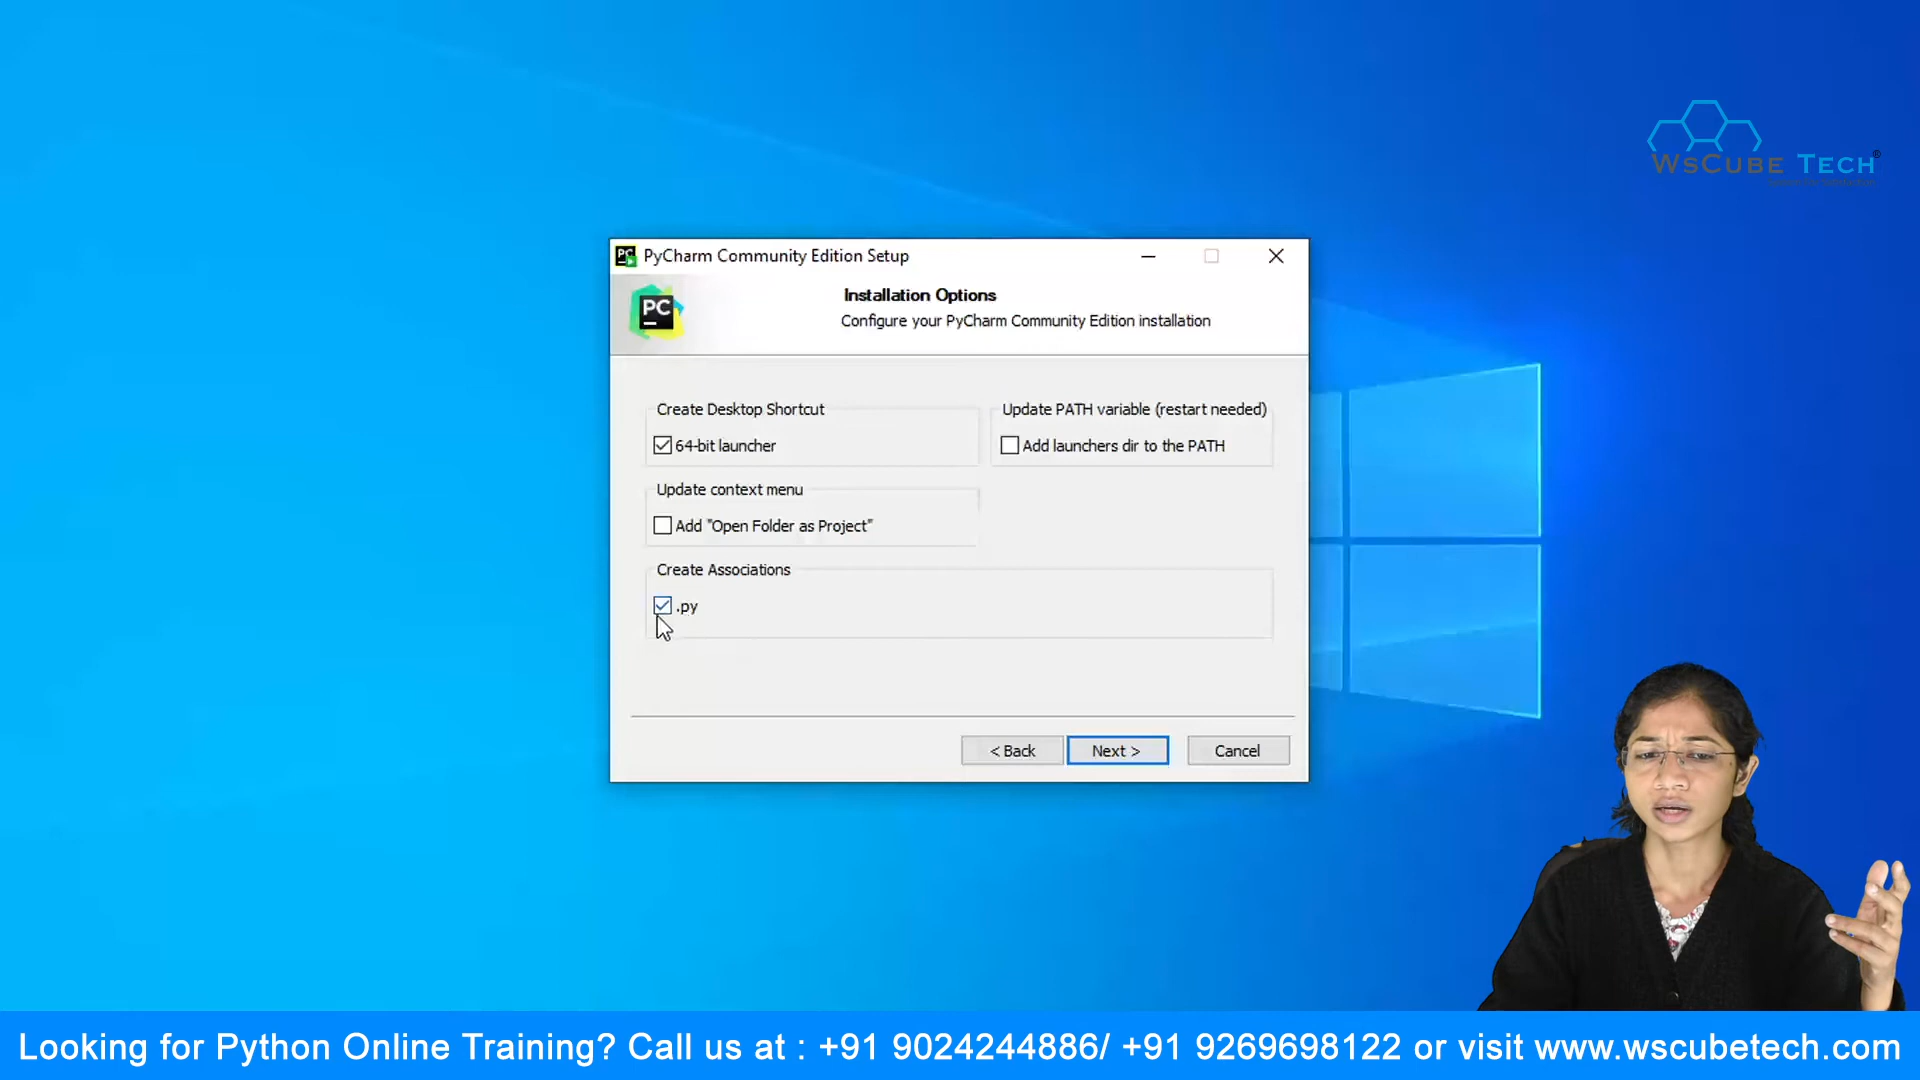 WsCube Tech®
PC PyCharm Community Edition Setup
PC
Installation Options
Configure your PyCharm Community Edition installation
Create Desktop Shortcut
Update PATH variable (restart needed)
64-bit launcher
Add launchers dir to the PATH
Update context menu
Add "Open Folder as Project"
Create Associations
.py
< Back
Next >
Cancel
Looking for Python Online Training? Call us at : +91 9024244886/ +91 9269698122 or visit www.wscubetech.com